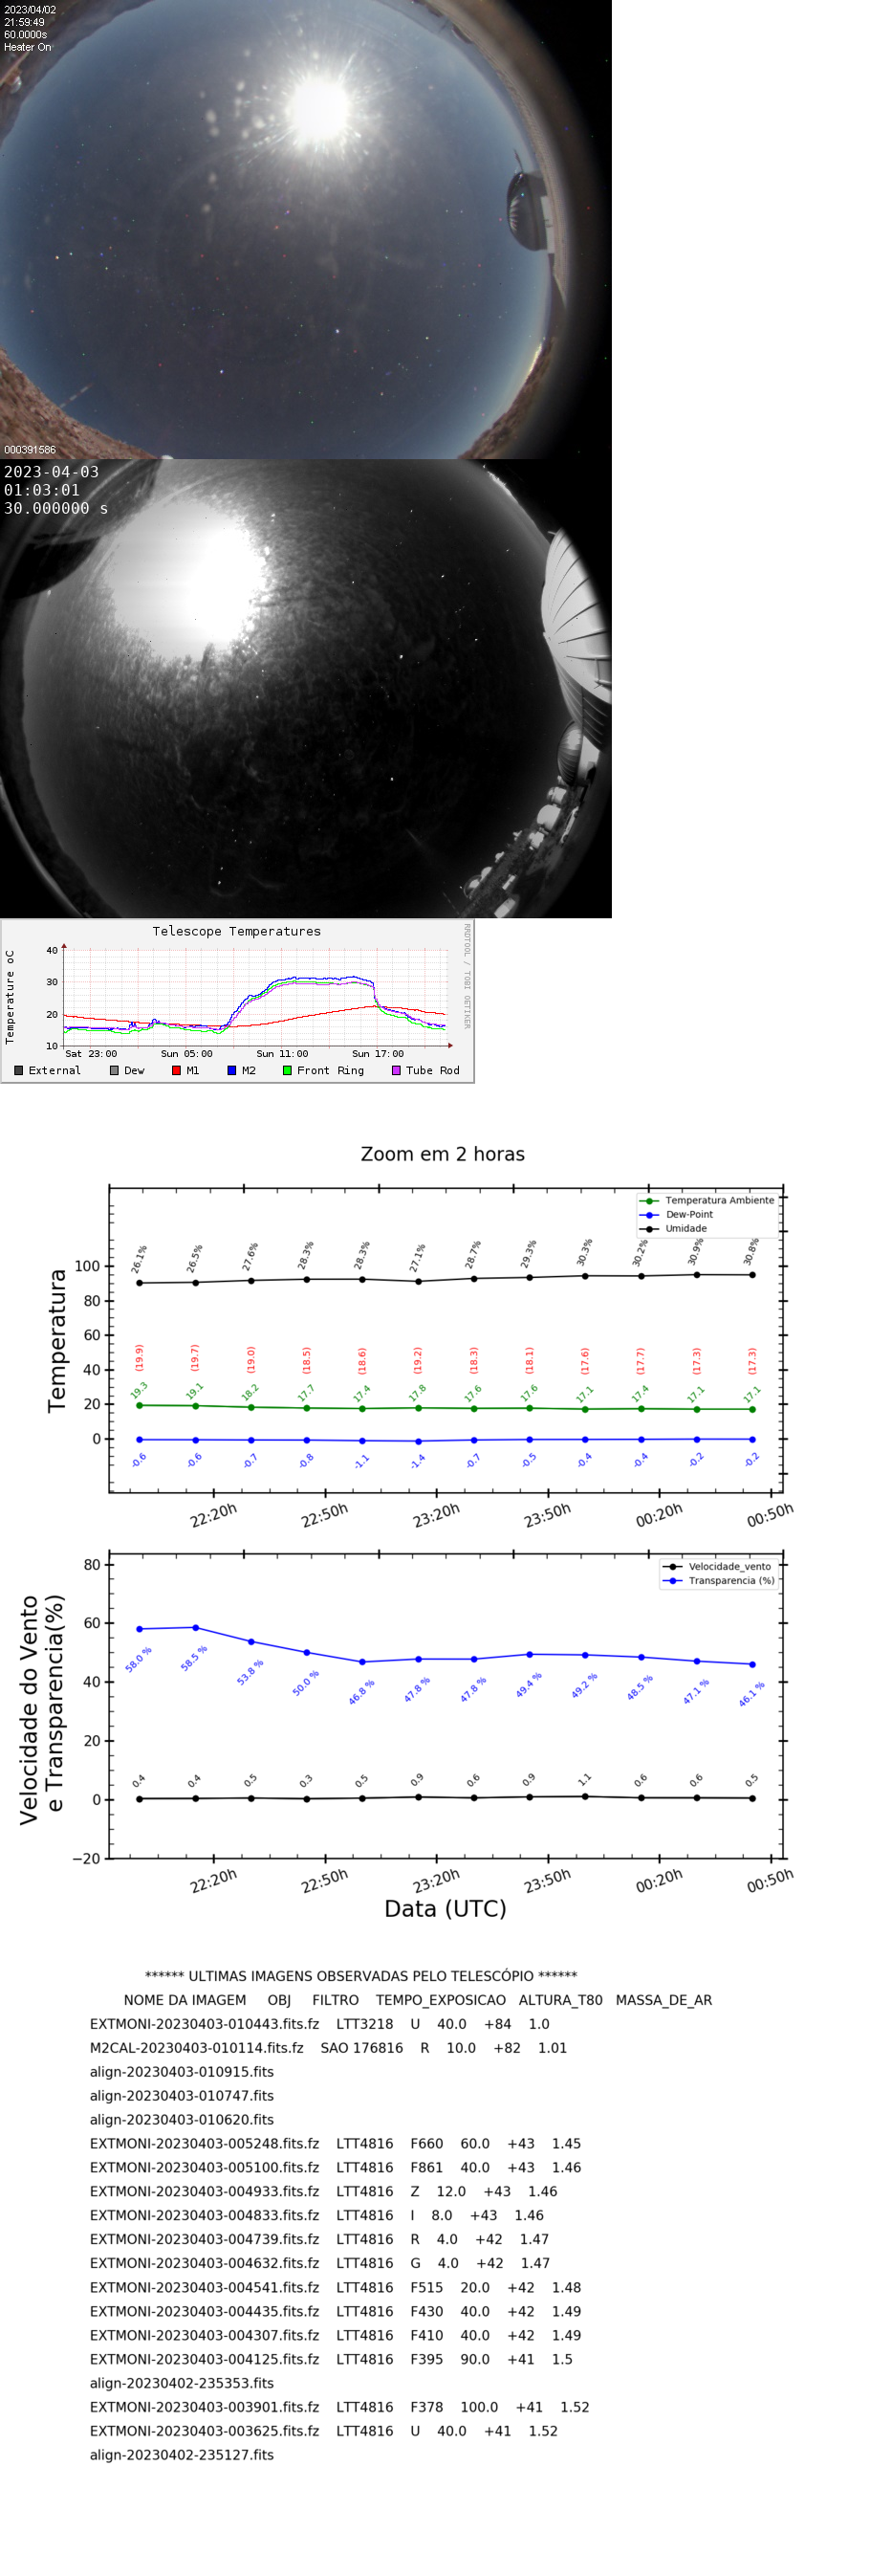 2023/04/02
21:59:49
60.0000s
Heater On
000391586
2023-04-03
01:03:01
30.000000 s
Telescope Temperatures
RRDTOOL / TOBI OETIKER
Temperature oC
40
30
20
10
Sat 23:00 Sun 05:00 Sun 11:00 Sun 17:00
External Dew M1 M2 Front Ring Tube Rod
Zoom em 2 horas
Temperatura Ambiente
Dew-Point
Umidade
Temperatura
100
80
60
40
20
0
26.1% 26.5% 27.6% 28.3% 28.3% 27.1% 28.7% 29.3% 30.3% 30.2% 30.9% 30.8%
(19.9) (19.7) (19.0) (18.5) (18.6) (19.2) (18.3) (18.1) (17.6) (17.7) (17.3) (17.3)
19.3 19.1 18.2 17.7 17.4 17.8 17.6 17.6 17.1 17.4 17.1 17.1
-0.6 -0.6 -0.7 -0.8 -1.1 -1.4 -0.7 -0.5 -0.4 -0.4 -0.2 -0.2
22:20h 22:50h 23:20h 23:50h 00:20h 00:50h
Velocidade_vento
Transparencia (%)
Velocidade do Vento
e Transparencia(%)
80
60
40
20
0
−20
58.0 % 58.5 % 53.8 % 50.0 % 46.8 % 47.8 % 47.8 % 49.4 % 49.2 % 48.5 % 47.1 % 46.1 %
0.4 0.4 0.5 0.3 0.5 0.9 0.6 0.9 1.1 0.6 0.6 0.5
22:20h 22:50h 23:20h 23:50h 00:20h 00:50h
Data (UTC)
****** ULTIMAS IMAGENS OBSERVADAS PELO TELESCÓPIO ******
NOME DA IMAGEM OBJ FILTRO TEMPO_EXPOSICAO ALTURA_T80 MASSA_DE_AR
EXTMONI-20230403-010443.fits.fz LTT3218 U 40.0 +84 1.0
M2CAL-20230403-010114.fits.fz SAO 176816 R 10.0 +82 1.01
align-20230403-010915.fits
align-20230403-010747.fits
align-20230403-010620.fits
EXTMONI-20230403-005248.fits.fz LTT4816 F660 60.0 +43 1.45
EXTMONI-20230403-005100.fits.fz LTT4816 F861 40.0 +43 1.46
EXTMONI-20230403-004933.fits.fz LTT4816 Z 12.0 +43 1.46
EXTMONI-20230403-004833.fits.fz LTT4816 I 8.0 +43 1.46
EXTMONI-20230403-004739.fits.fz LTT4816 R 4.0 +42 1.47
EXTMONI-20230403-004632.fits.fz LTT4816 G 4.0 +42 1.47
EXTMONI-20230403-004541.fits.fz LTT4816 F515 20.0 +42 1.48
EXTMONI-20230403-004435.fits.fz LTT4816 F430 40.0 +42 1.49
EXTMONI-20230403-004307.fits.fz LTT4816 F410 40.0 +42 1.49
EXTMONI-20230403-004125.fits.fz LTT4816 F395 90.0 +41 1.5
align-20230402-235353.fits
EXTMONI-20230403-003901.fits.fz LTT4816 F378 100.0 +41 1.52
EXTMONI-20230403-003625.fits.fz LTT4816 U 40.0 +41 1.52
align-20230402-235127.fits